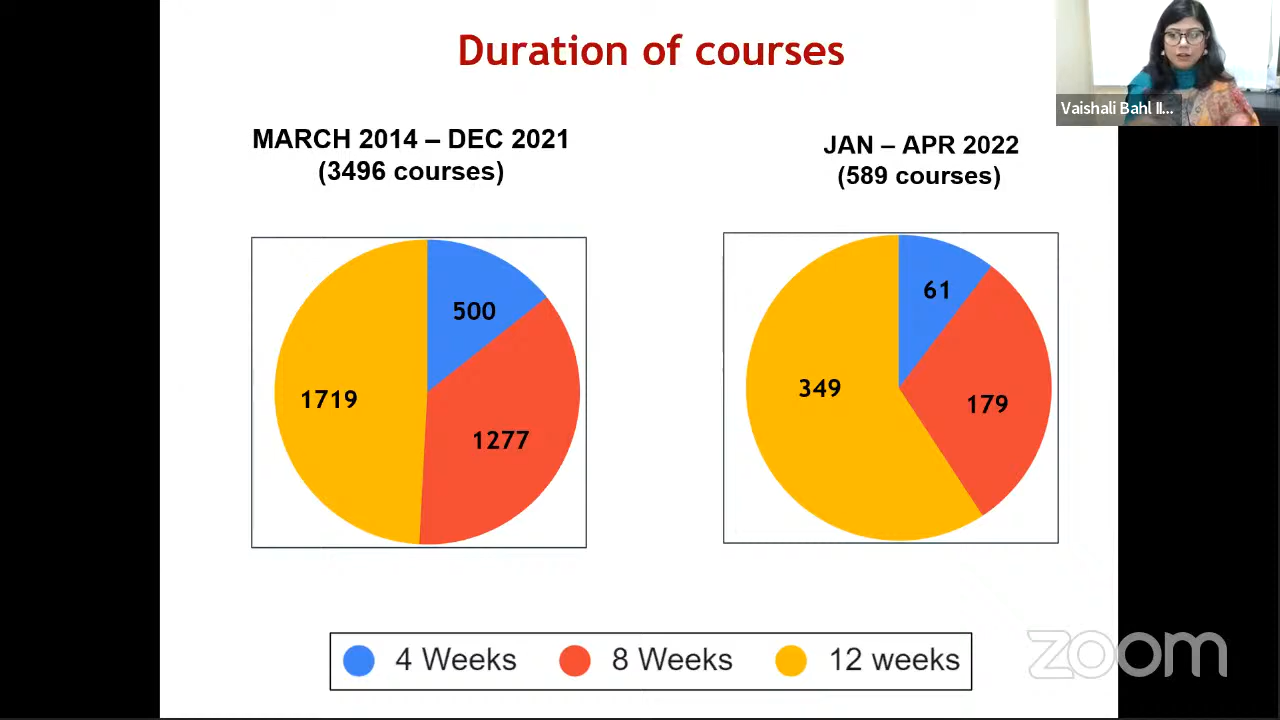 Duration of courses
Vaishali Bahl II...
MARCH 2014 – DEC 2021
(3496 courses)
JAN – APR 2022
(589 courses)
500
1719
1277
61
349
179
4 Weeks
8 Weeks
12 weeks
zoom